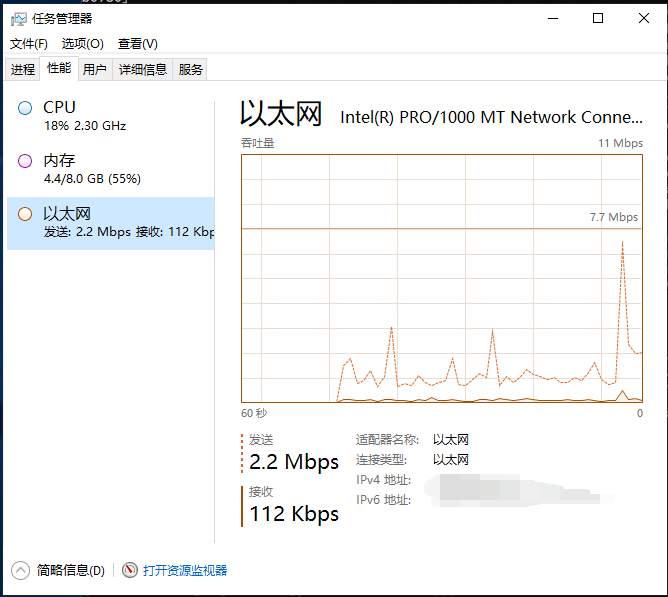 任务管理器
文件(F) 选项(O) 查看(V)
进程 性能 用户 详细信息 服务
CPU
18% 2.30 GHz
内存
4.4/8.0 GB (55%)
以太网
发送: 2.2 Mbps 接收: 112 Kbp
以太网 Intel(R) PRO/1000 MT Network Conne...
吞吐量 11 Mbps
7.7 Mbps
60 秒 0
发送
2.2 Mbps
接收
112 Kbps
适配器名称: 以太网
连接类型: 以太网
IPv4 地址:
IPv6 地址:
简略信息(D) 打开资源监视器